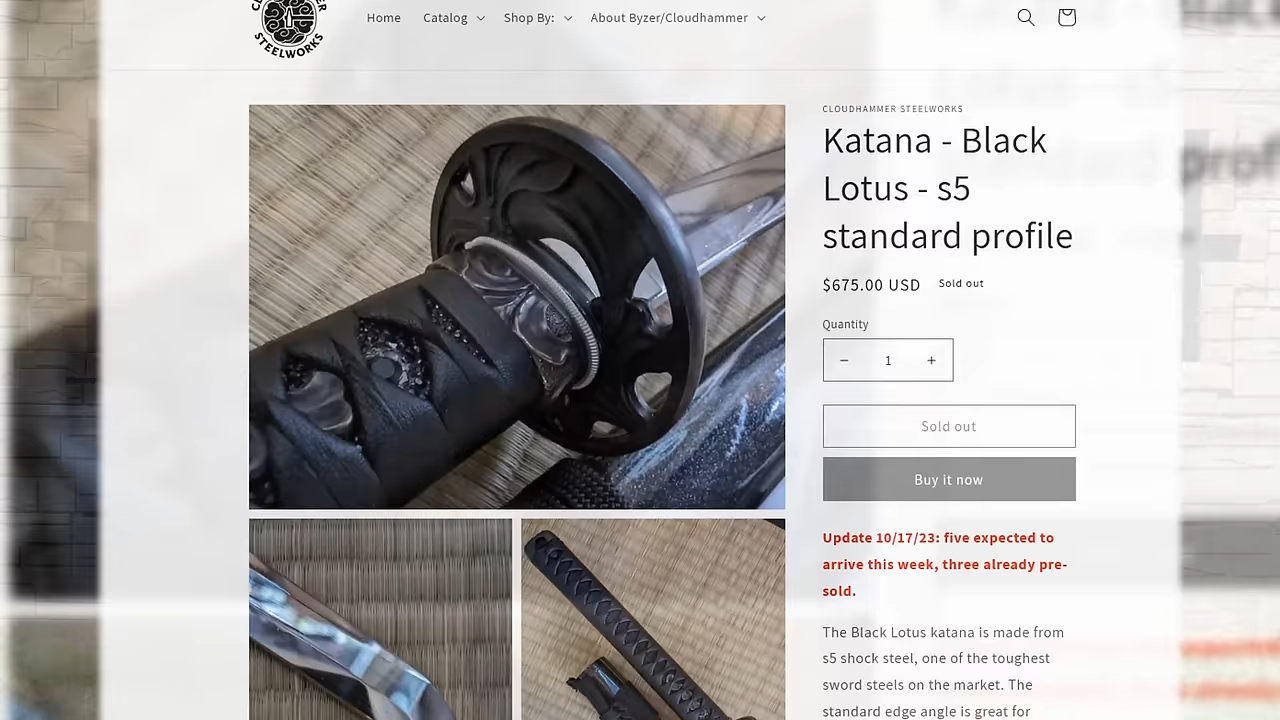 STEELWORKS
Home
Catalog
Shop By:
About Byzer/Cloudhammer
CLOUDHAMMER STEELWORKS
Katana - Black
Lotus - s5
standard profile
$675.00 USD
Sold out
Quantity
− 1 +
Sold out
Buy it now
Update 10/17/23: five expected to
arrive this week, three already pre-
sold.
The Black Lotus katana is made from
s5 shock steel, one of the toughest
sword steels on the market. The
standard edge angle is great for